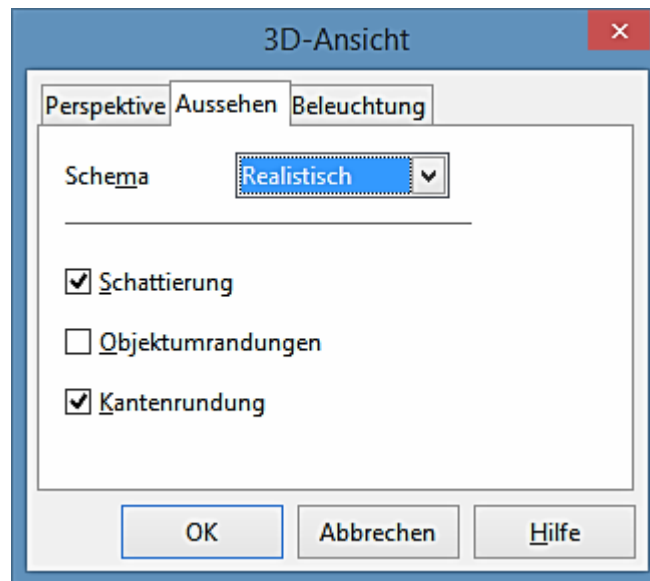 3D-Ansicht
Perspektive Aussehen Beleuchtung
Schema Realistisch
Schattierung
Objektumrandungen
Kantenrundung
OK Abbrechen Hilfe